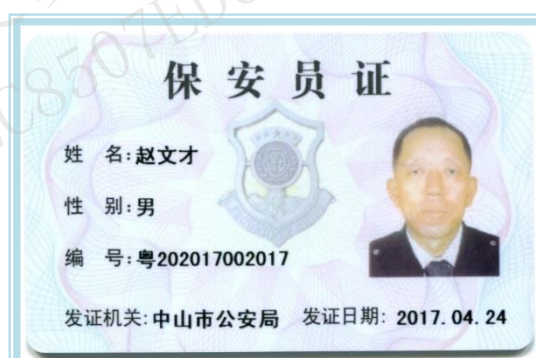 保安员证
姓 名:赵文才
性 别:男
编 号:粤202017002017
发证机关:中山市公安局 发证日期: 2017.04.24